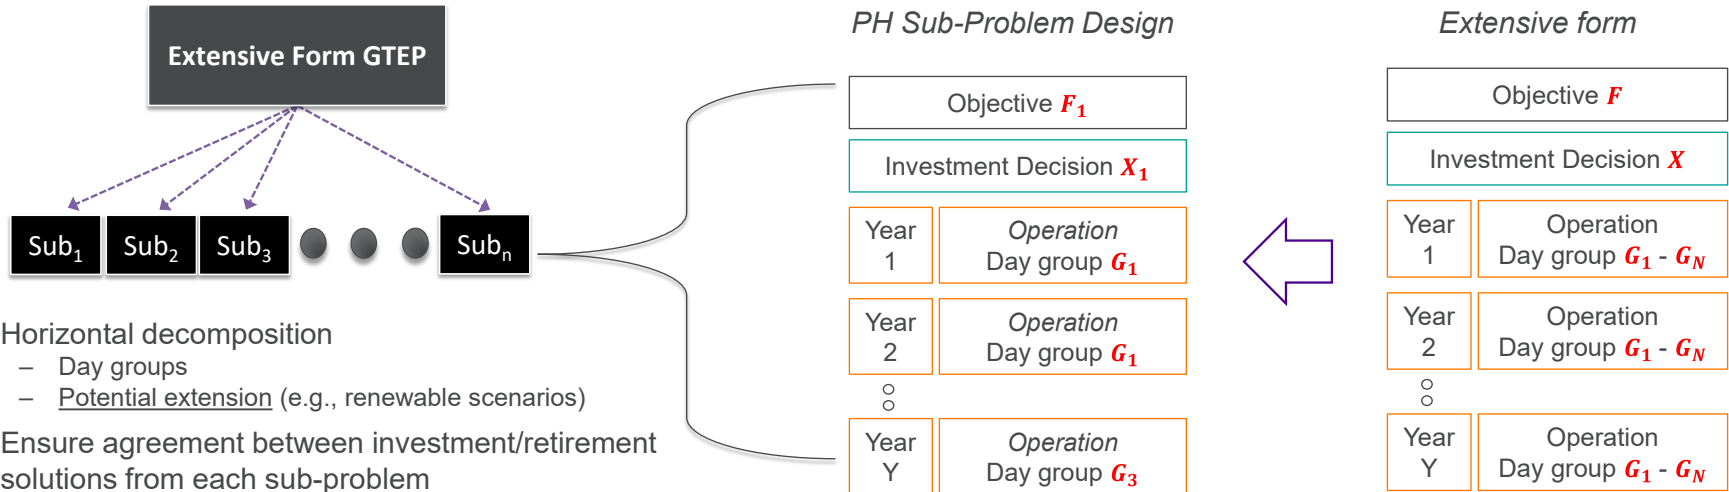 Extensive Form GTEP
Sub1
Sub2
Sub3
Subn
Horizontal decomposition
– Day groups
– Potential extension (e.g., renewable scenarios)
Ensure agreement between investment/retirement
solutions from each sub-problem
PH Sub-Problem Design
Objective F1
Investment Decision X1
Year
1
Operation
Day group G1
Year
2
Operation
Day group G1
Year
Y
Operation
Day group G3
Extensive form
Objective F
Investment Decision X
Year
1
Operation
Day group G1 - GN
Year
2
Operation
Day group G1 - GN
Year
Y
Operation
Day group G1 - GN